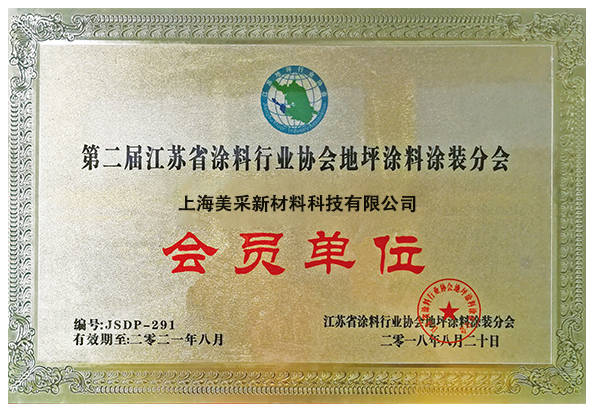 第二届江苏省涂料行业协会地坪涂料涂装分会
上海美采新材料科技有限公司
会员单位
编号:JSDP-291
有效期至:二零二一年八月
江苏省涂料行业协会地坪涂料涂装分会
二零一八年八月二十日